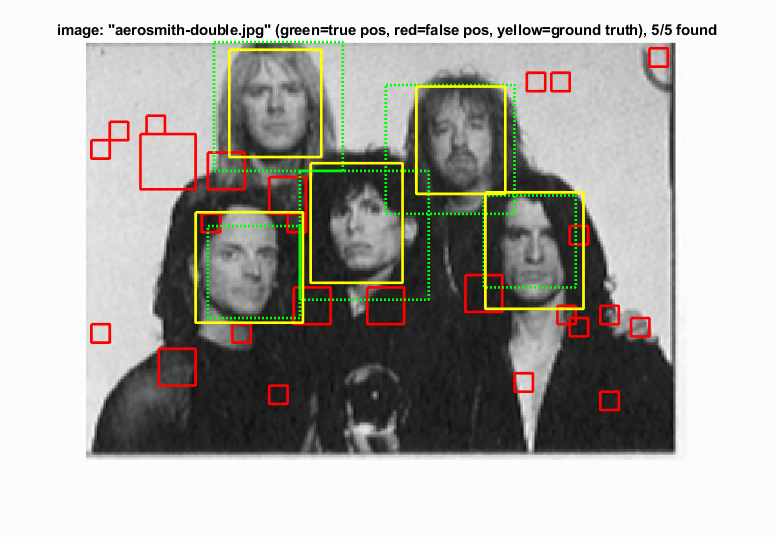 image: "aerosmith-double.jpg" (green=true pos, red=false pos, yellow=ground truth), 5/5 found